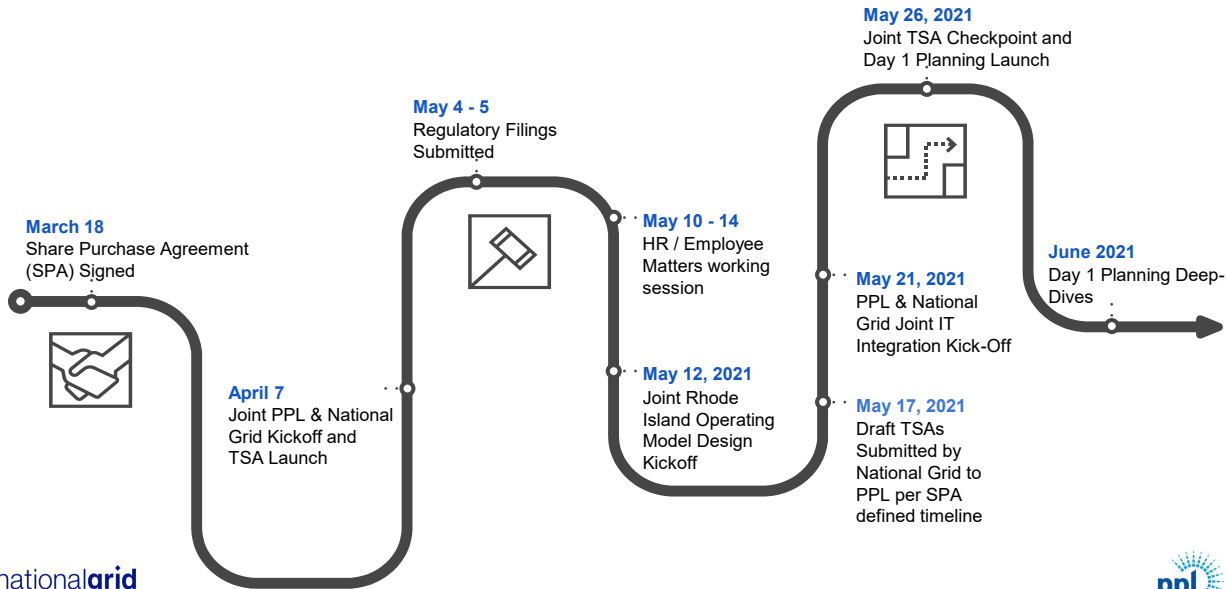 March 18
Share Purchase Agreement
(SPA) Signed
April 7
Joint PPL & National
Grid Kickoff and
TSA Launch
May 4 - 5
Regulatory Filings
Submitted
May 10 - 14
HR / Employee
Matters working
session
May 12, 2021
Joint Rhode
Island Operating
Model Design
Kickoff
May 17, 2021
Draft TSAs
Submitted by
National Grid to
PPL per SPA
defined timeline
May 21, 2021
PPL & National
Grid Joint IT
Integration Kick-Off
May 26, 2021
Joint TSA Checkpoint and
Day 1 Planning Launch
June 2021
Day 1 Planning Deep-
Dives
nationalgrid
ppl